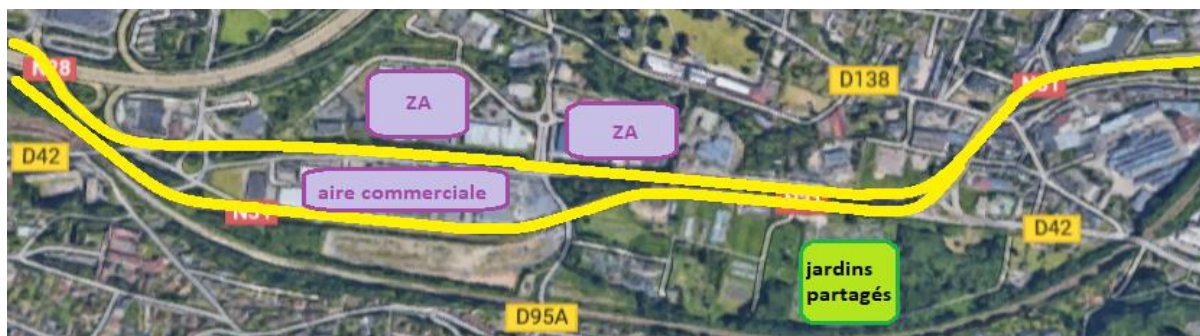 N28
ZA
ZA
D138
N31
D42
aire commerciale
N31
D42
jardins
partagés
D95A